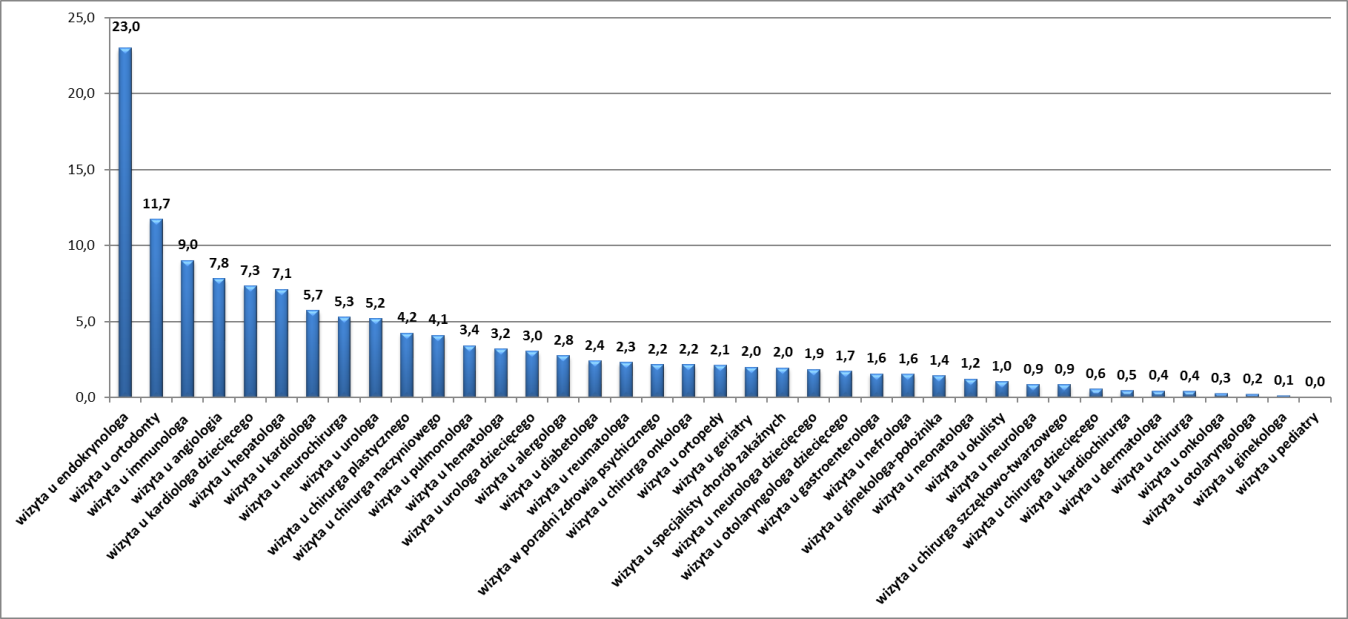 25,0
20,0
15,0
10,0
5,0
0,0
23,0
11,7
9,0
7,8
7,3
7,1
5,7
5,3
5,2
4,2
4,1
3,4
3,2
3,0
2,8
2,4
2,3
2,2
2,2
2,1
2,0
2,0
1,9
1,7
1,6
1,6
1,4
1,2
1,0
0,9
0,9
0,6
0,5
0,4
0,4
0,3
0,2
0,1
0,0
wizyta u endokrynologa
wizyta u ortodonty
wizyta u immunologa
wizyta u angiologia
wizyta u kardiologa dziecięcego
wizyta u hepatologa
wizyta u kardiologa
wizyta u neurochirurga
wizyta u urologa
wizyta u chirurga plastycznego
wizyta u chirurga naczyniowego
wizyta u pulmonologa
wizyta u hematologa
wizyta u urologa dziecięcego
wizyta u alergologa
wizyta u diabetologa
wizyta u reumatologa
wizyta w poradni zdrowia psychicznego
wizyta u chirurga onkologa
wizyta u ortopedy
wizyta u geriatry
wizyta u specjalisty chorób zakaźnych
wizyta u neurologa dziecięcego
wizyta u otolaryngologa dziecięcego
wizyta u gastroenterologa
wizyta u nefrologa
wizyta u ginekologa-położnika
wizyta u neonatologa
wizyta u okulisty
wizyta u neurologa
wizyta u chirurga szczękowo-twarzowego
wizyta u chirurga dziecięcego
wizyta u kardiochirurga
wizyta u dermatologa
wizyta u chirurga
wizyta u onkologa
wizyta u otolaryngologa
wizyta u ginekologa
wizyta u pediatry